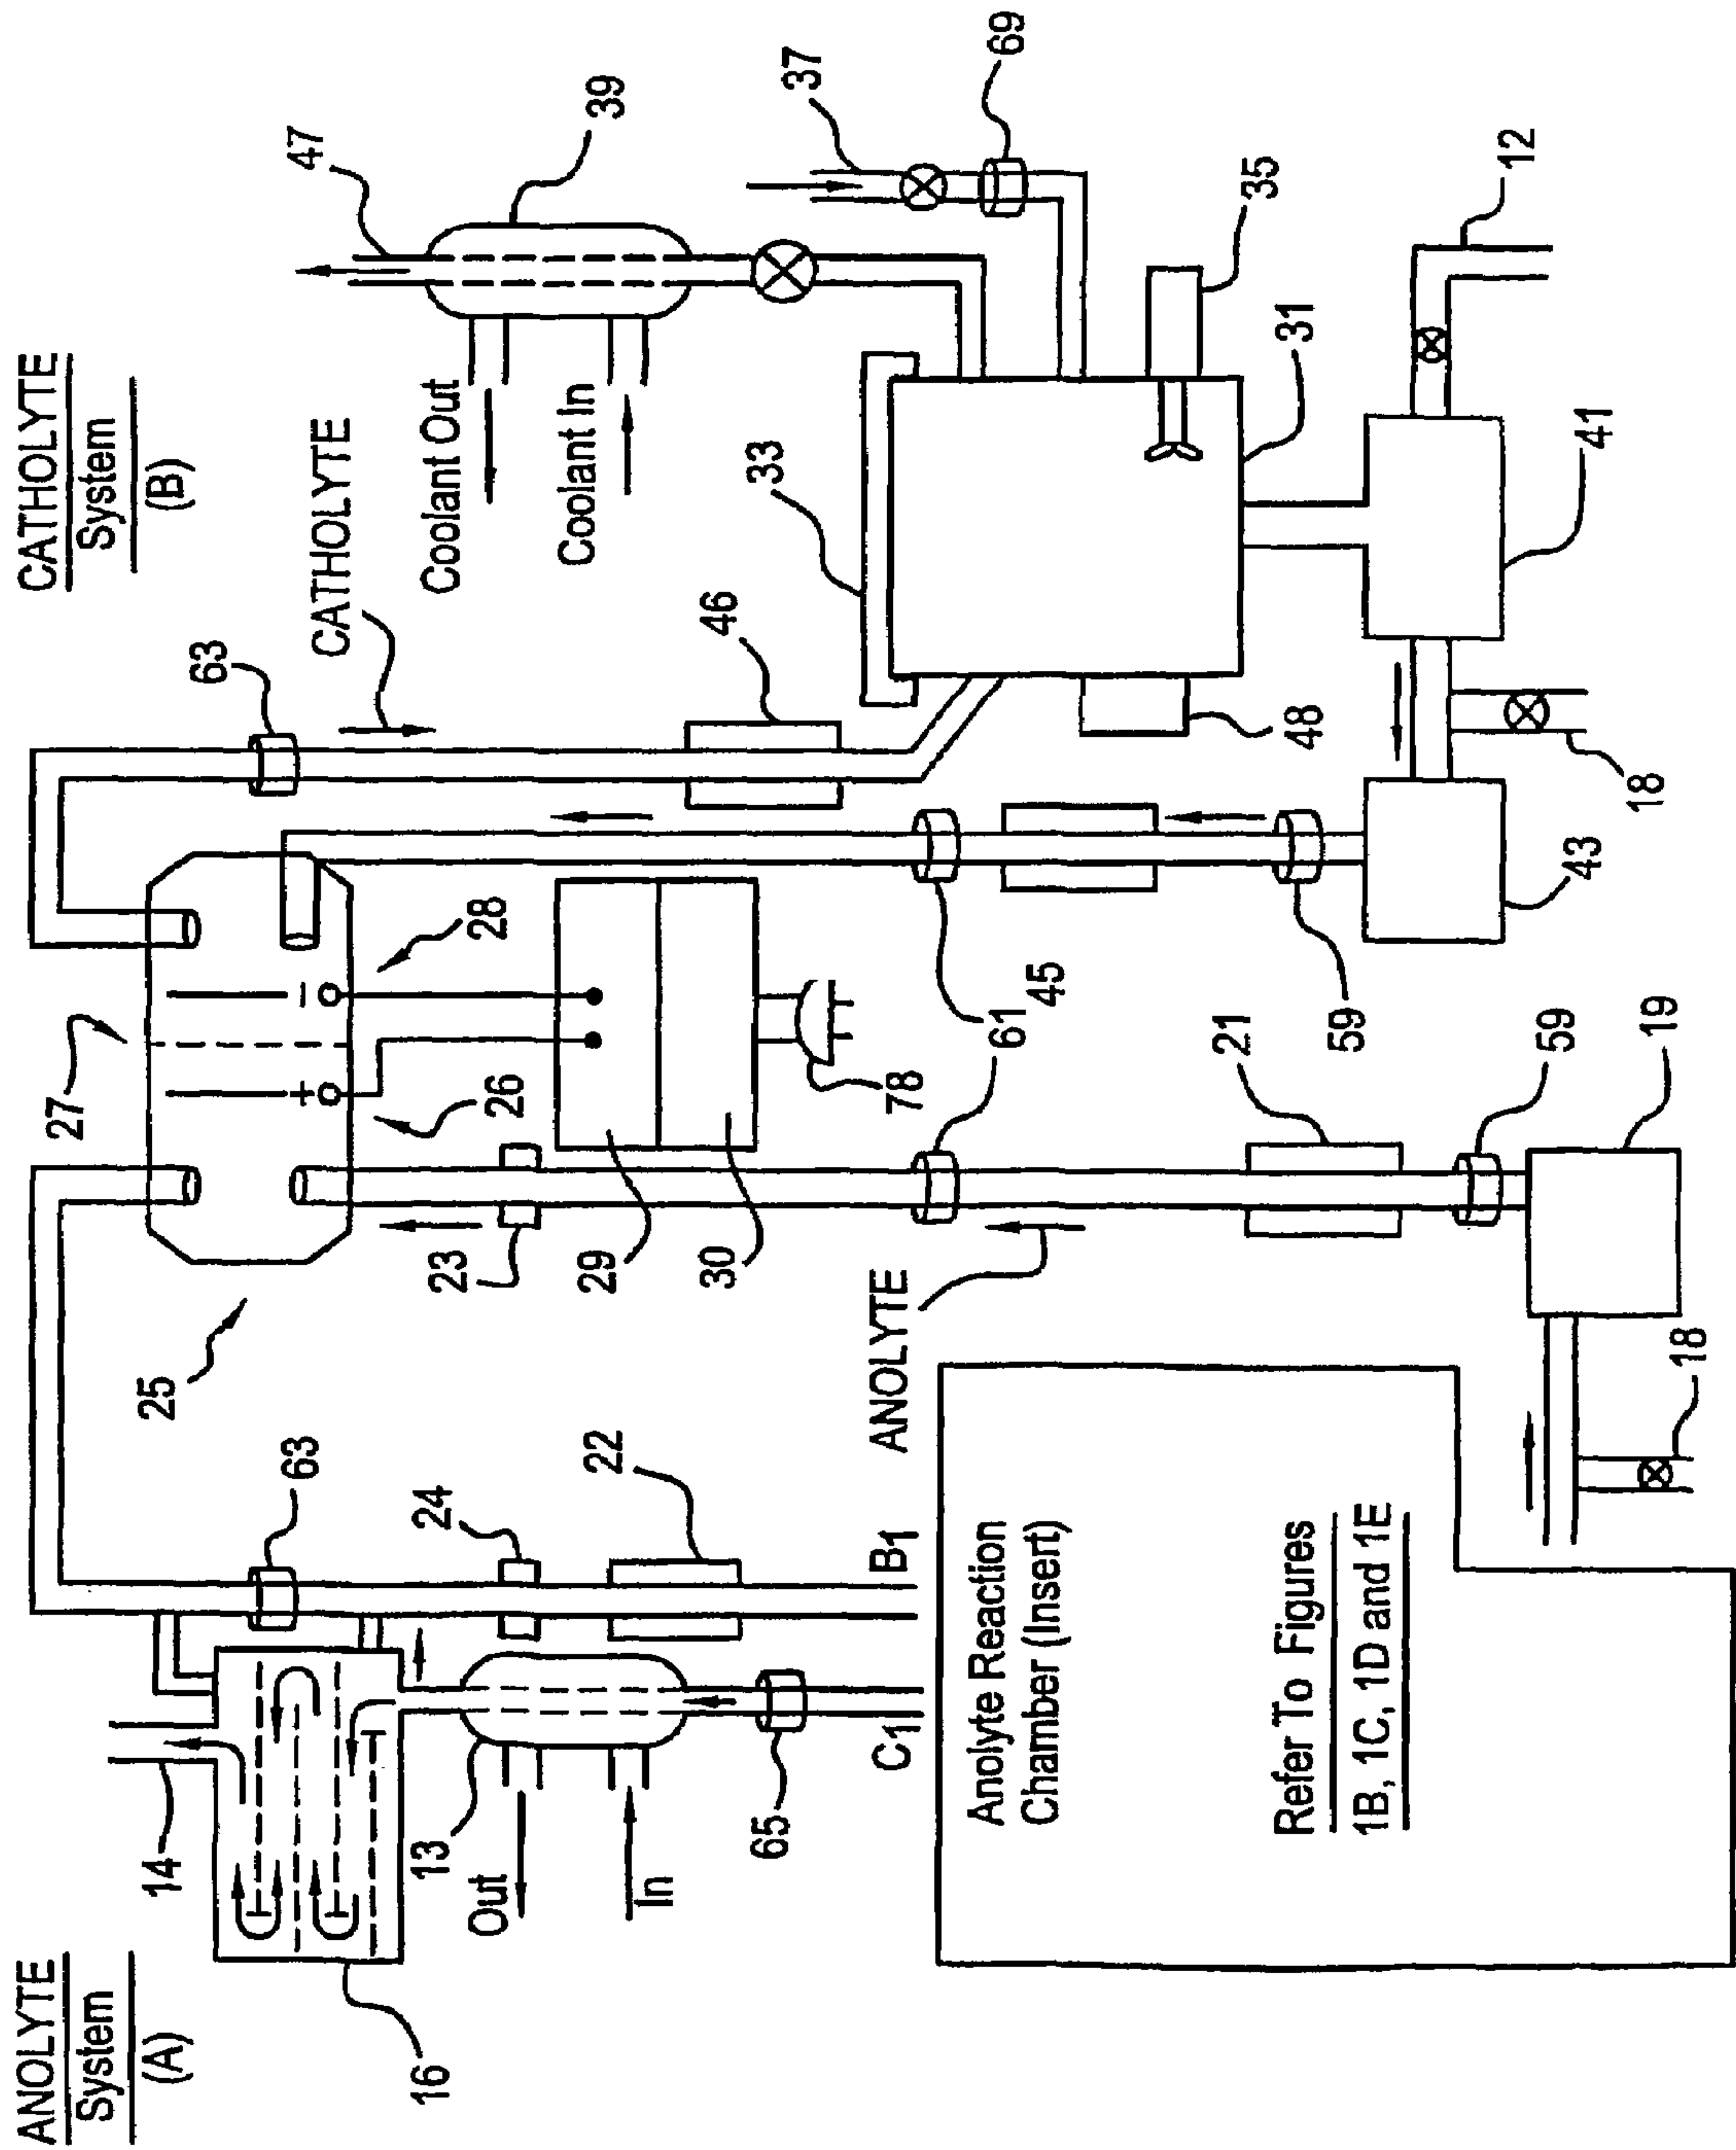 ANOLYTE
System
(A)
CATHOLYTE
System
(B)
63
27
63
CATHOLYTE
47
39
14
16
25
24
26
28
Coolant Out
Coolant In
37
69
13
Out
In
22
23
29
30
78
46
33
65
C1
B1
ANOLYTE
61
45
35
31
48
Anolyte Reaction
Chamber (Insert)
21
59
12
Refer To Figures
1B, 1C, 1D and 1E
59
19
18
43
18
41